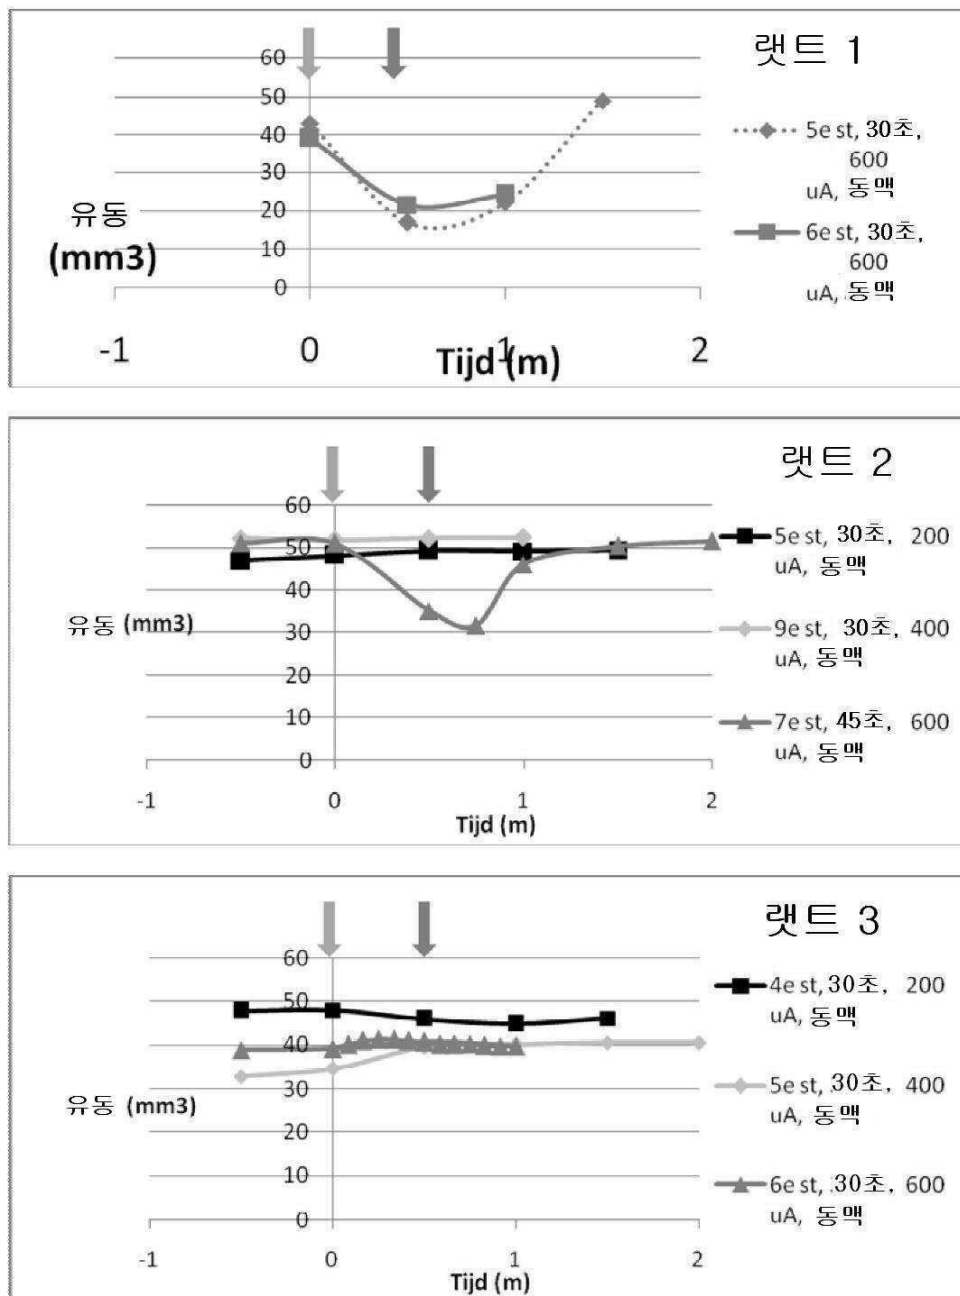 랫트 1
60
50
40
30
20
10
0
유동
(mm3)
-1 0 1 2
Tijd (m)
5e st, 30초,
600
uA, 동맥
6e st, 30초,
600
uA, 동맥
랫트 2
60
50
40
30
20
10
0
유동 (mm3)
-1 0 1 2
Tijd (m)
5e st, 30초, 200
uA, 동맥
9e st, 30초, 400
uA, 동맥
7e st, 45초, 600
uA, 동맥
랫트 3
60
50
40
30
20
10
0
유동 (mm3)
-1 0 1 2
Tijd (m)
4e st, 30초, 200
uA, 동맥
5e st, 30초, 400
uA, 동맥
6e st, 30초, 600
uA, 동맥